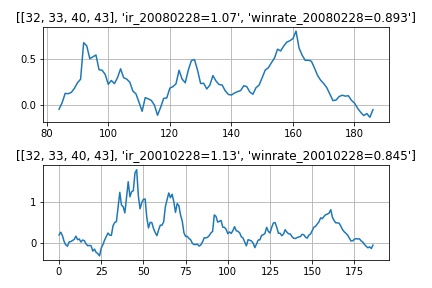 [[32, 33, 40, 43], 'ir_20080228=1.07', 'winrate_20080228=0.893']
0.5
0.0
80 100 120 140 160 180
[[32, 33, 40, 43], 'ir_20010228=1.13', 'winrate_20010228=0.845']
1
0
0 25 50 75 100 125 150 175